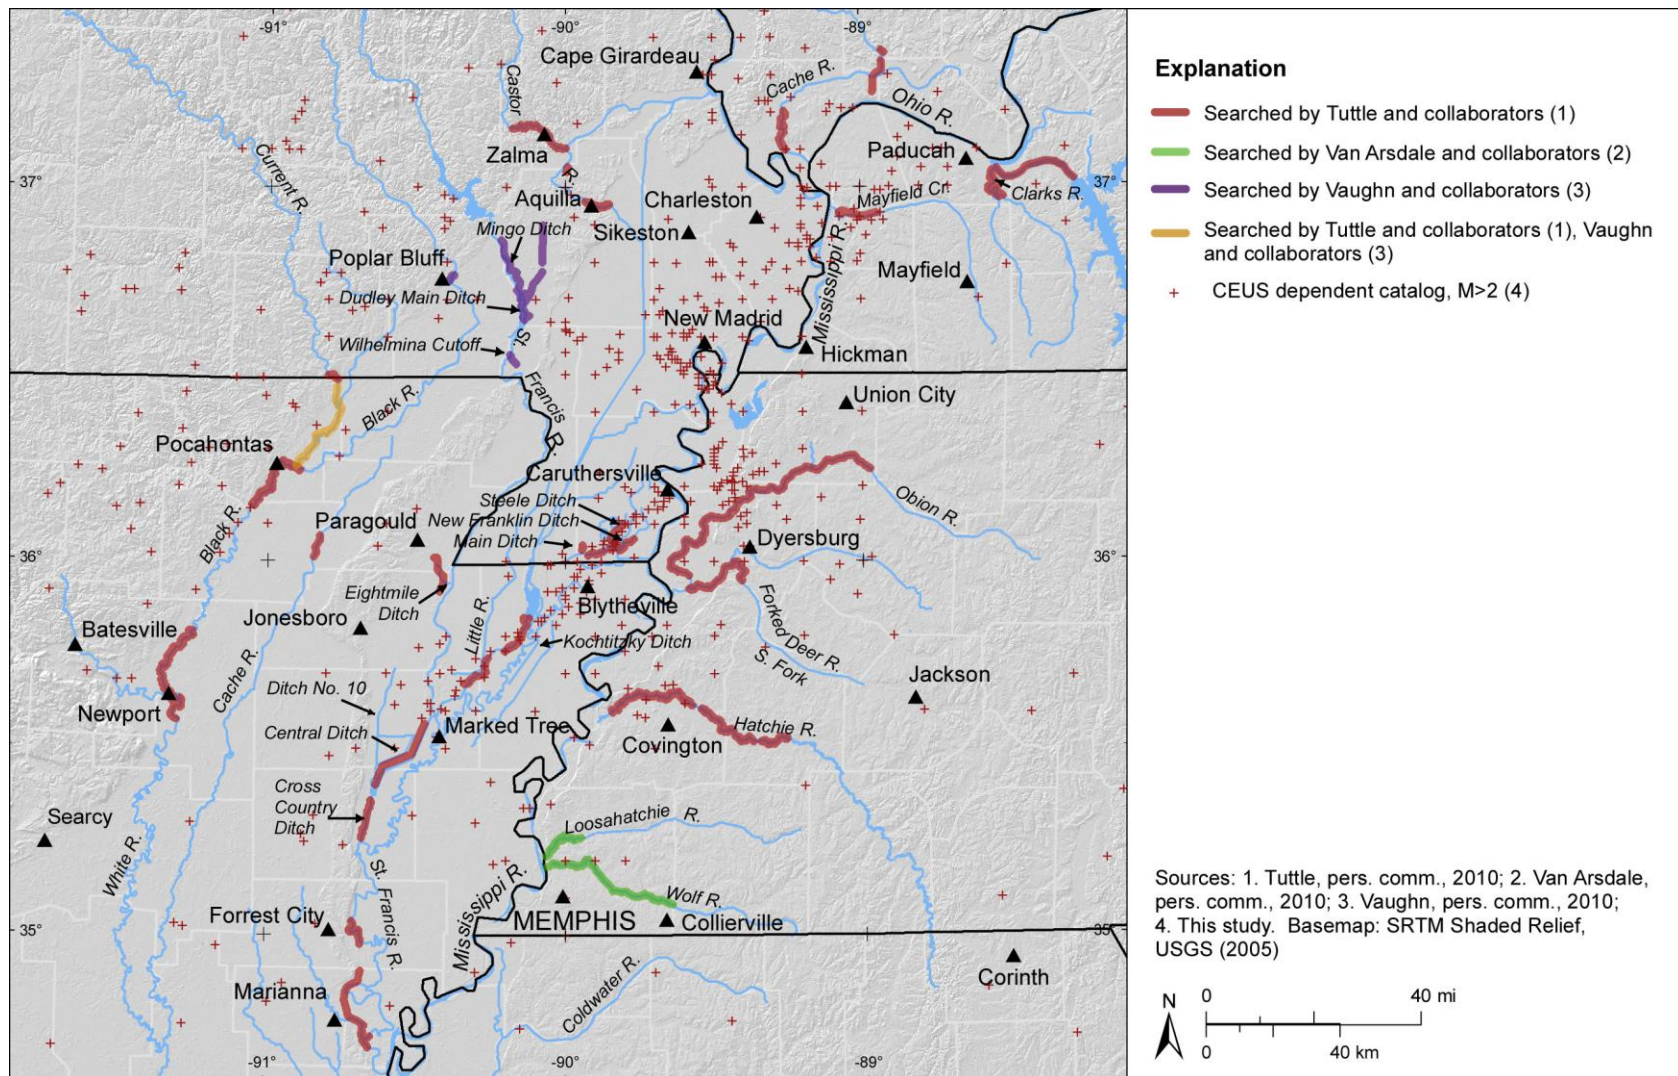 -91°
-90°
-89°
Cape Girardeau
Castor
Cache R.
Ohio R.
Zalma
Paducah
Current R.
R.
37°
37°
Aquilla
Charleston
Mayfield Cr.
Clarks R.
Mingo Ditch
Sikeston
Poplar Bluff
Mayfield
Dudley Main Ditch
Mississippi R.
New Madrid
St.
Wilhelmina Cutoff
Hickman
Francis
Black R.
Union City
R.
Pocahontas
Caruthersville
Steele Ditch
Obion R.
Black R.
Paragould
New Franklin Ditch
Main Ditch
Dyersburg
36°
36°
Eightmile
Ditch
Blytheville
Forked Deer R.
Jonesboro
Little R.
Batesville
Kochtitzky Ditch
S. Fork
Cache R.
Ditch No. 10
Jackson
Newport
Central Ditch
Marked Tree
Hatchie R.
Covington
Cross
Country
Ditch
Searcy
Loosahatchie R.
White R.
St. Francis R.
Mississippi R.
Wolf R.
Forrest City
MEMPHIS
Collierville
35°
35°
Marianna
Coldwater R.
Corinth
-91°
-90°
-89°
Explanation
Searched by Tuttle and collaborators (1)
Searched by Van Arsdale and collaborators (2)
Searched by Vaughn and collaborators (3)
Searched by Tuttle and collaborators (1), Vaughn
and collaborators (3)
CEUS dependent catalog, M>2 (4)
Sources: 1. Tuttle, pers. comm., 2010; 2. Van Arsdale,
pers. comm., 2010; 3. Vaughn, pers. comm., 2010;
4. This study. Basemap: SRTM Shaded Relief,
USGS (2005)
N
0
40 mi
0
40 km